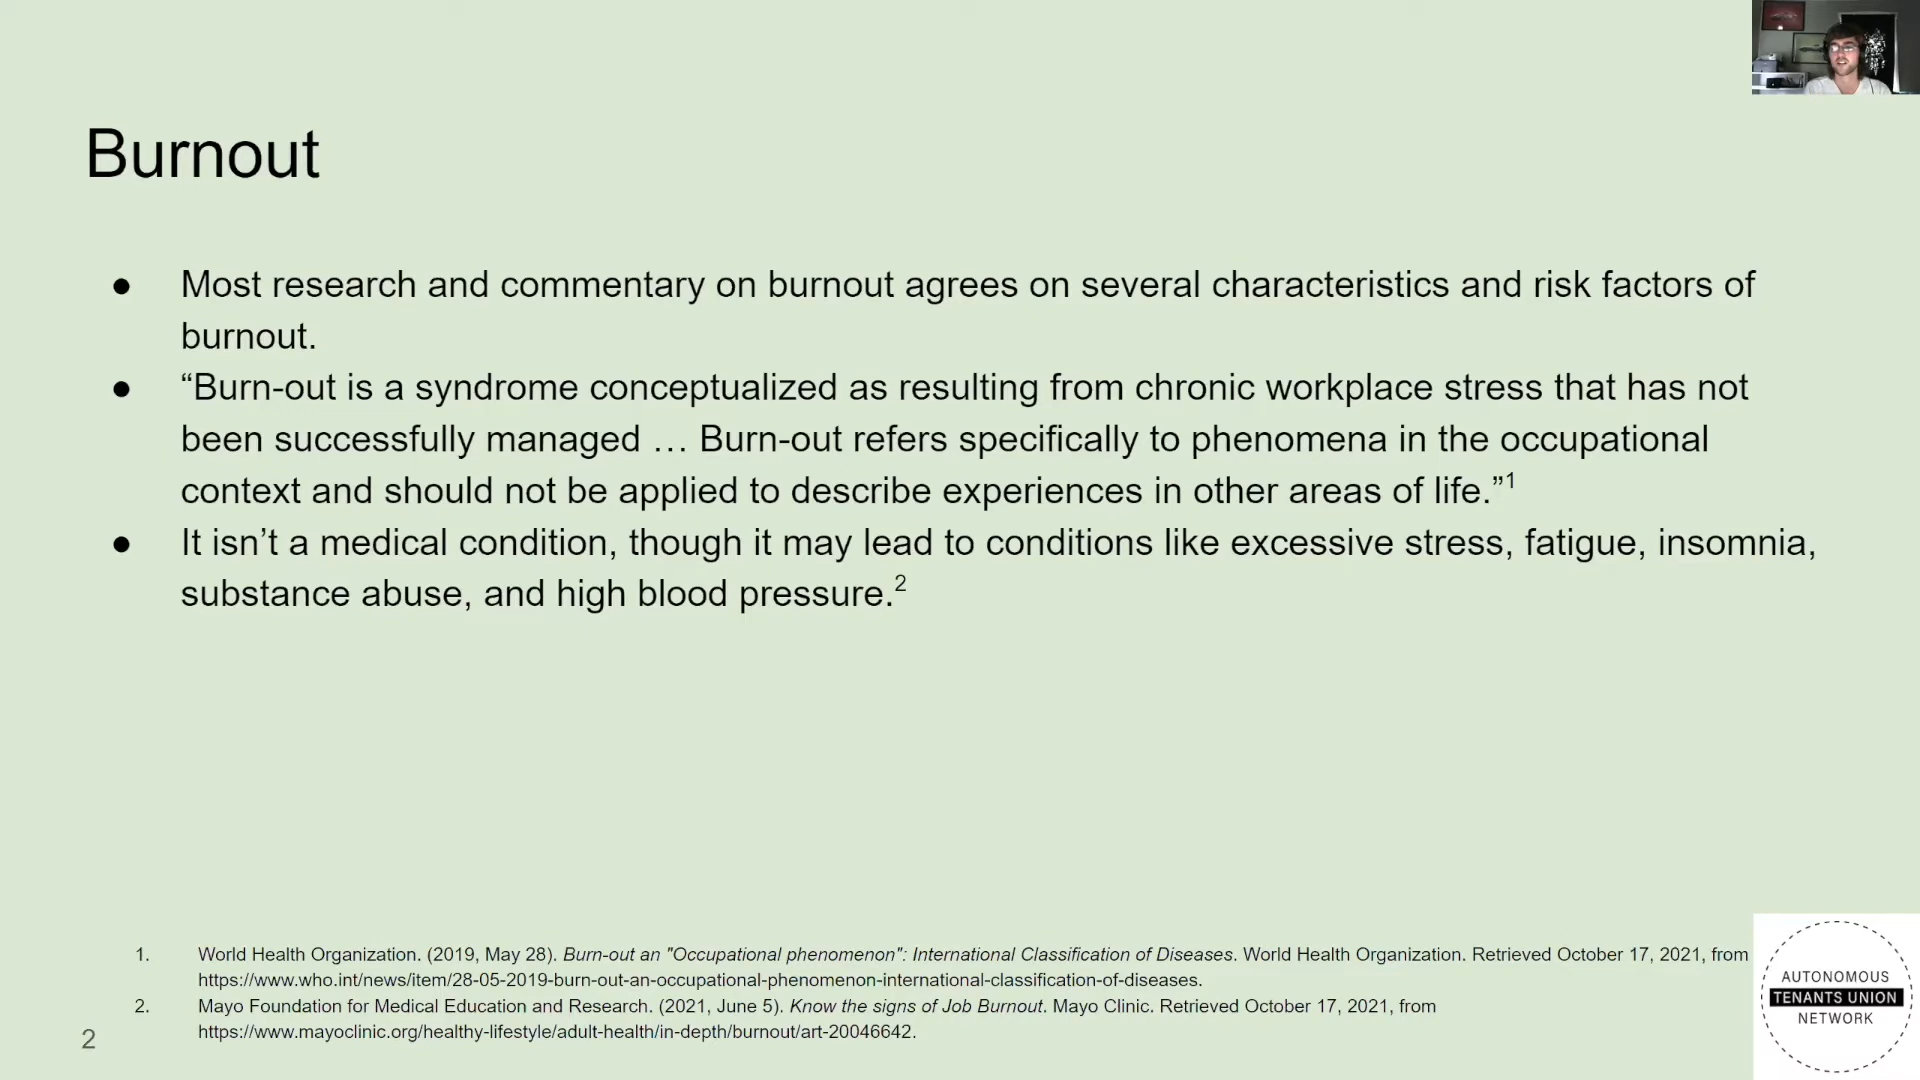 Burnout
● Most research and commentary on burnout agrees on several characteristics and risk factors of
burnout.
● “Burn-out is a syndrome conceptualized as resulting from chronic workplace stress that has not
been successfully managed … Burn-out refers specifically to phenomena in the occupational
context and should not be applied to describe experiences in other areas of life.”1
● It isn’t a medical condition, though it may lead to conditions like excessive stress, fatigue, insomnia,
substance abuse, and high blood pressure.2
1. World Health Organization. (2019, May 28). Burn-out an "Occupational phenomenon": International Classification of Diseases. World Health Organization. Retrieved October 17, 2021, from
https://www.who.int/news/item/28-05-2019-burn-out-an-occupational-phenomenon-international-classification-of-diseases.
2. Mayo Foundation for Medical Education and Research. (2021, June 5). Know the signs of Job Burnout. Mayo Clinic. Retrieved October 17, 2021, from
https://www.mayoclinic.org/healthy-lifestyle/adult-health/in-depth/burnout/art-20046642.
2
AUTONOMOUS
TENANTS UNION
NETWORK